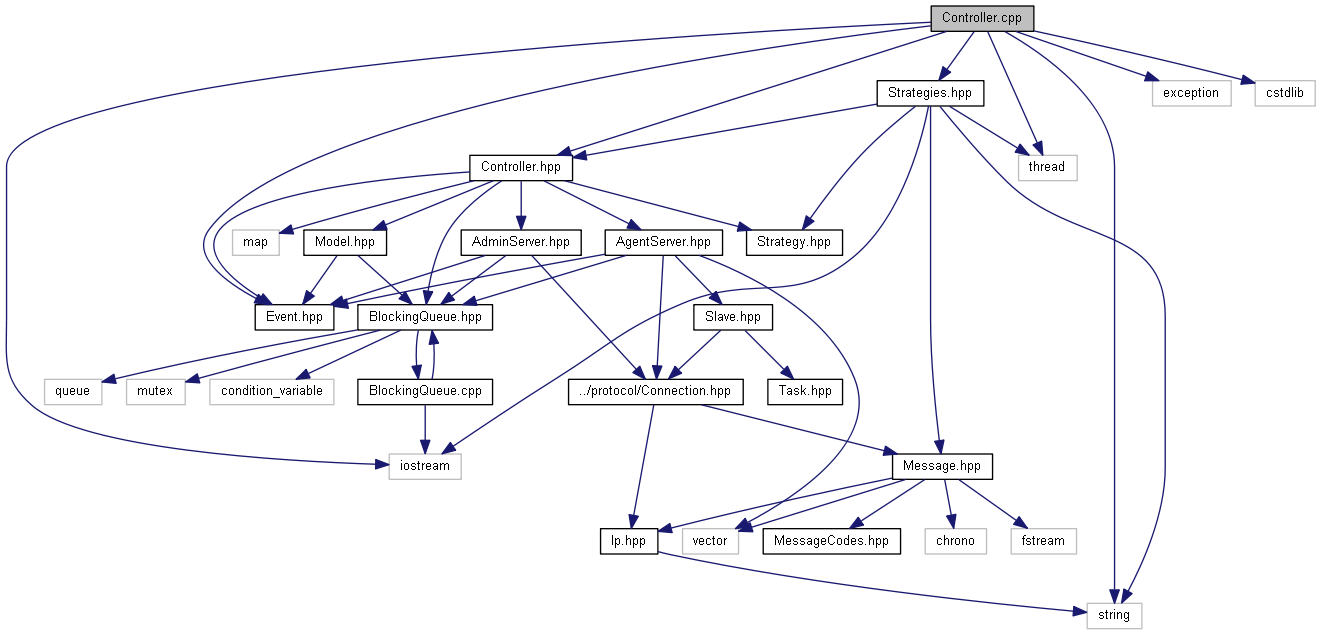 Controller.cpp
Strategies.hpp
exception
cstdlib
Controller.hpp
thread
map
Model.hpp
AdminServer.hpp
AgentServer.hpp
Strategy.hpp
Event.hpp
BlockingQueue.hpp
Slave.hpp
queue
mutex
condition_variable
BlockingQueue.cpp
../protocol/Connection.hpp
Task.hpp
iostream
Message.hpp
Ip.hpp
vector
MessageCodes.hpp
chrono
fstream
string